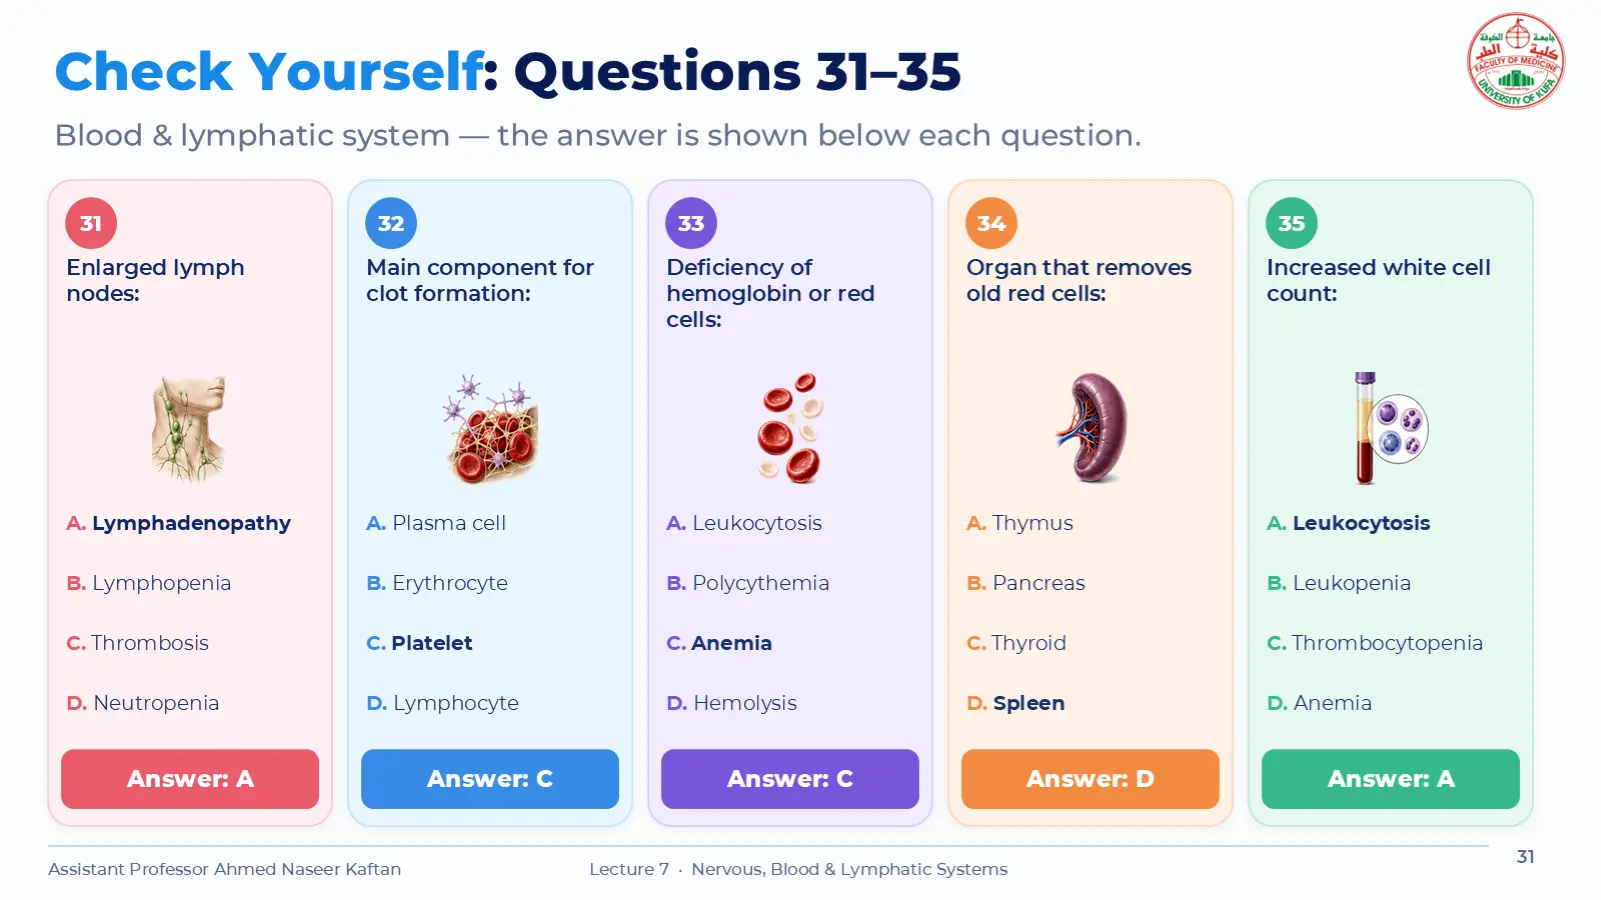 Check Yourself: Questions 31–35
Blood & lymphatic system — the answer is shown below each question.
جامعة الكوفة
كلية الطب
FACULTY OF MEDICINE
UNIVERSITY OF KUFA
31
Enlarged lymph
nodes:
A. Lymphadenopathy
B. Lymphopenia
C. Thrombosis
D. Neutropenia
Answer: A
32
Main component for
clot formation:
A. Plasma cell
B. Erythrocyte
C. Platelet
D. Lymphocyte
Answer: C
33
Deficiency of
hemoglobin or red
cells:
A. Leukocytosis
B. Polycythemia
C. Anemia
D. Hemolysis
Answer: C
34
Organ that removes
old red cells:
A. Thymus
B. Pancreas
C. Thyroid
D. Spleen
Answer: D
35
Increased white cell
count:
A. Leukocytosis
B. Leukopenia
C. Thrombocytopenia
D. Anemia
Answer: A
Assistant Professor Ahmed Naseer Kaftan
Lecture 7 · Nervous, Blood & Lymphatic Systems
31